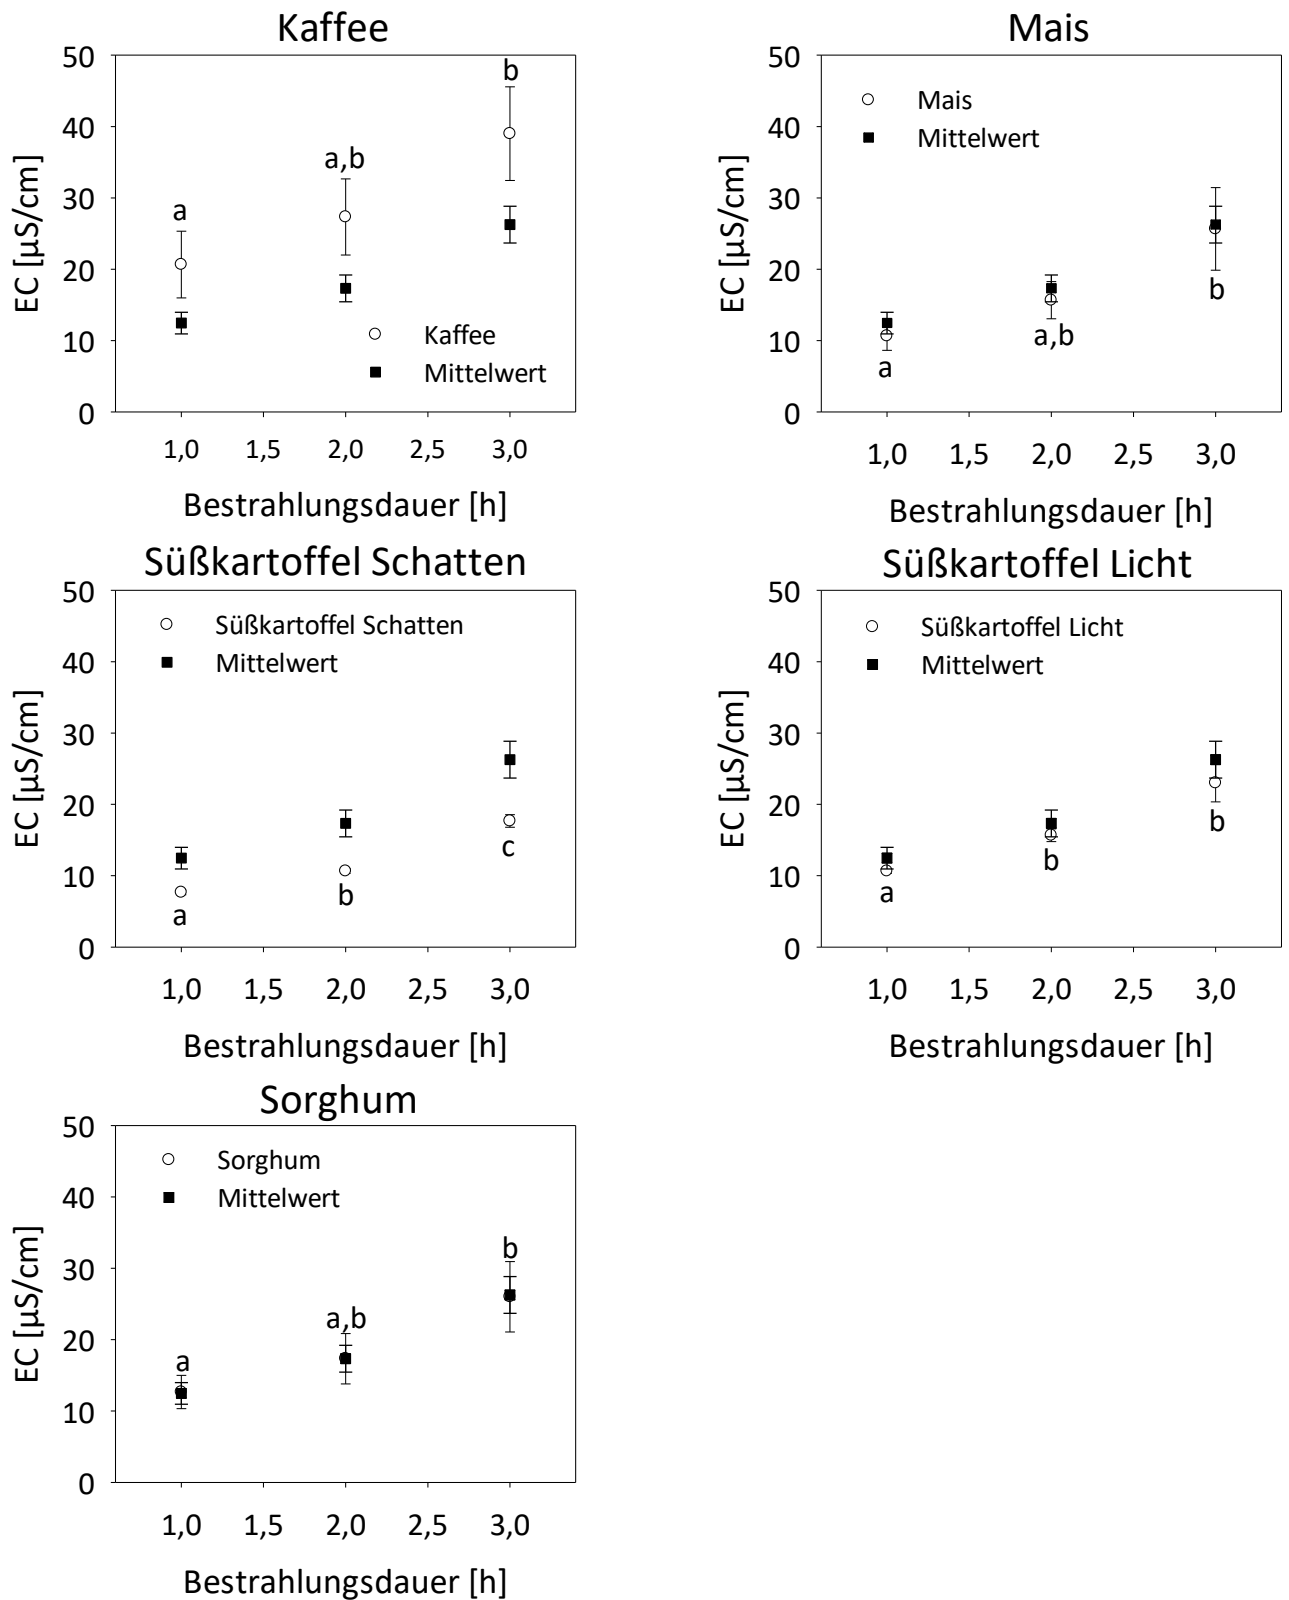 Kaffee
50
40
30
20
10
0
EC [µS/cm]
b
a,b
a
Kaffee
Mittelwert
1,0 1,5 2,0 2,5 3,0
Bestrahlungsdauer [h]
Mais
50
40
30
20
10
0
EC [µS/cm]
Mais
Mittelwert
b
a,b
a
1,0 1,5 2,0 2,5 3,0
Bestrahlungsdauer [h]
Süßkartoffel Schatten
50
40
30
20
10
0
EC [µS/cm]
Süßkartoffel Schatten
Mittelwert
c
b
a
1,0 1,5 2,0 2,5 3,0
Bestrahlungsdauer [h]
Süßkartoffel Licht
50
40
30
20
10
0
EC [µS/cm]
Süßkartoffel Licht
Mittelwert
b
b
a
1,0 1,5 2,0 2,5 3,0
Bestrahlungsdauer [h]
Sorghum
50
40
30
20
10
0
EC [µS/cm]
Sorghum
Mittelwert
b
a,b
a
1,0 1,5 2,0 2,5 3,0
Bestrahlungsdauer [h]